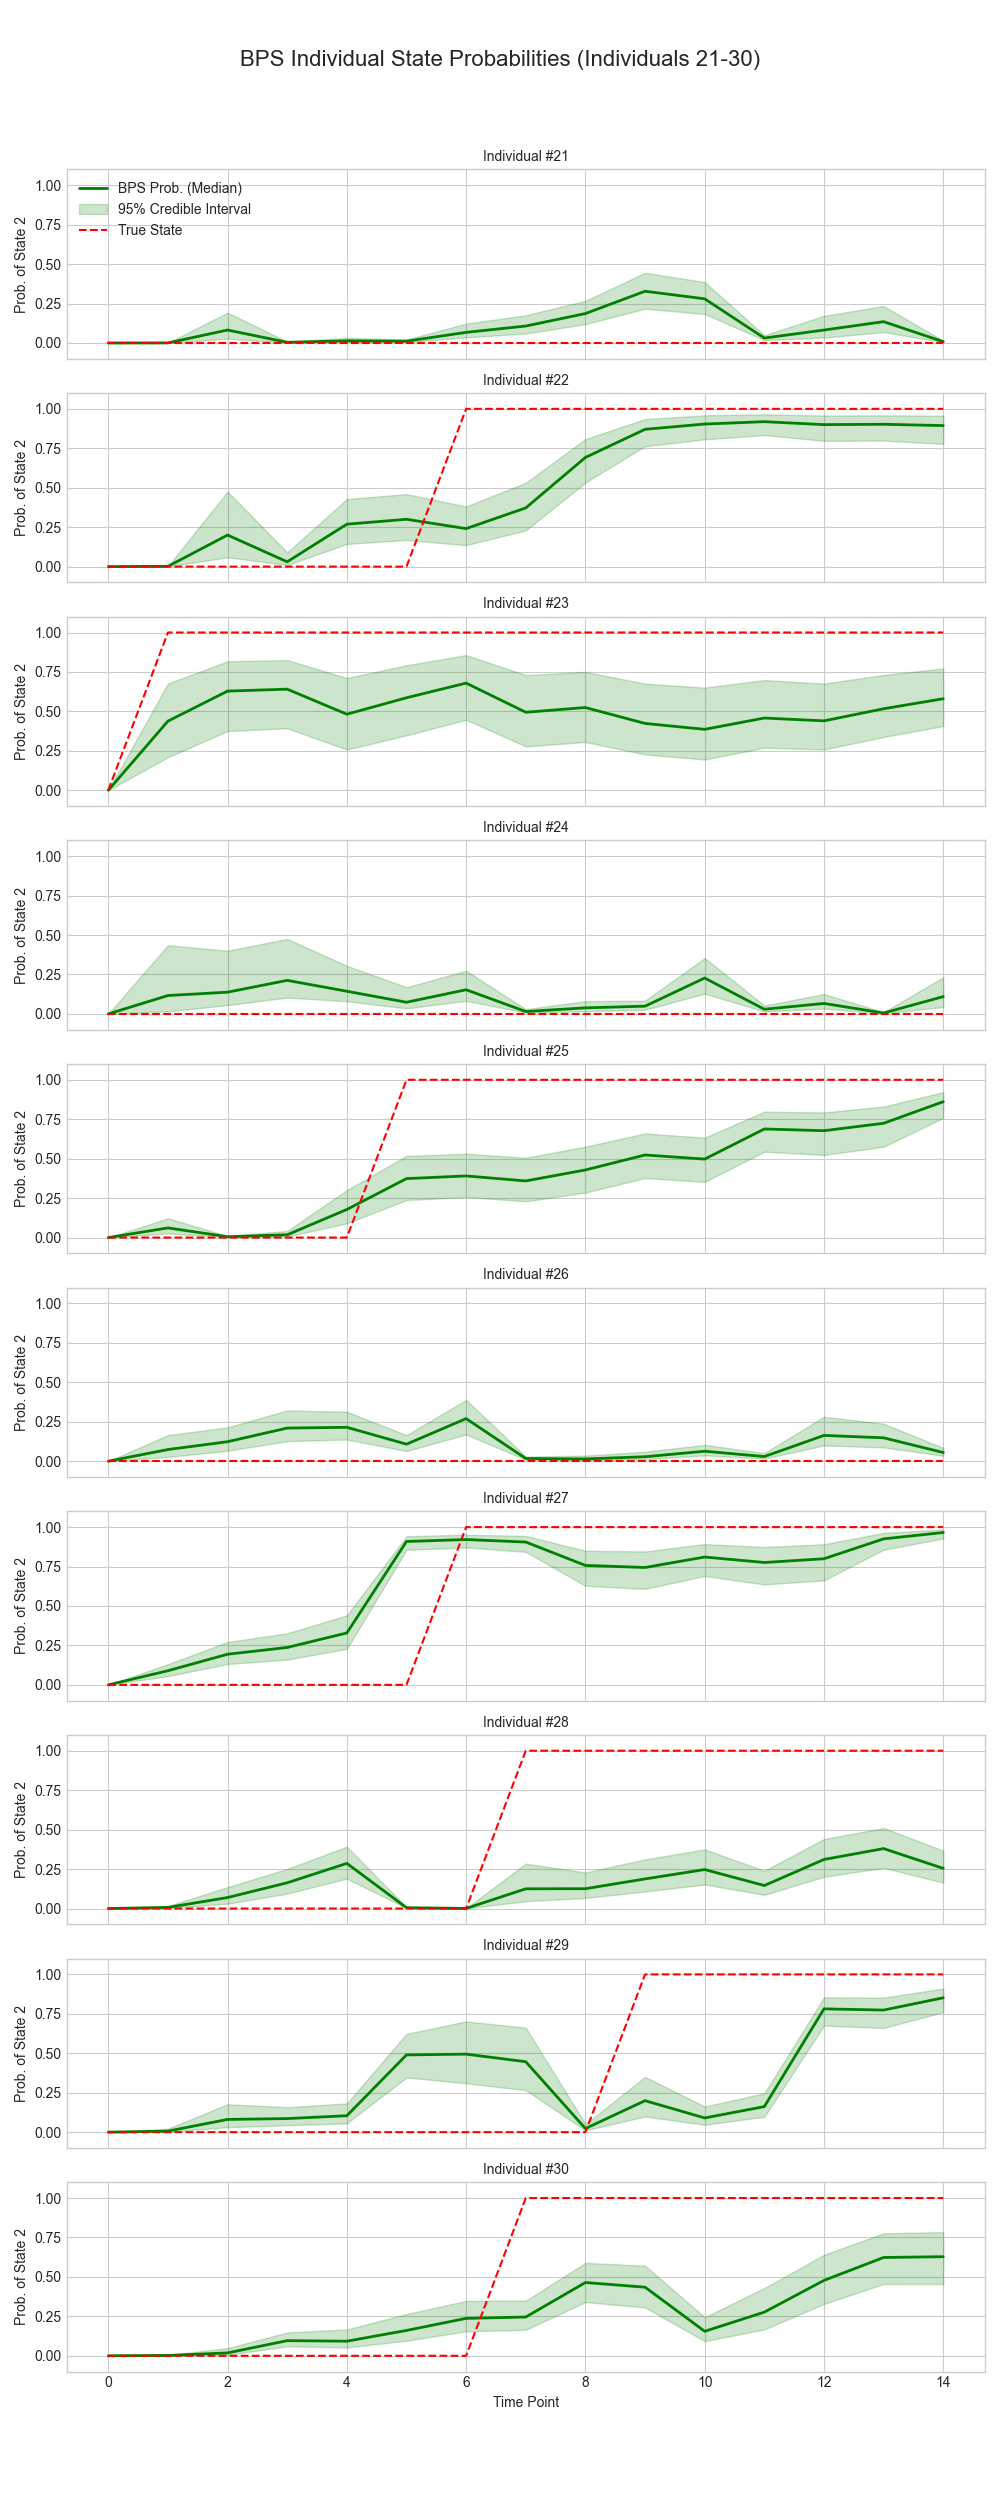 BPS Individual State Probabilities (Individuals 21-30)
Individual #21
1.00
0.75
0.50
0.25
0.00
Prob. of State 2
BPS Prob. (Median)
95% Credible Interval
True State
Individual #22
1.00
0.75
0.50
0.25
0.00
Prob. of State 2
Individual #23
1.00
0.75
0.50
0.25
0.00
Prob. of State 2
Individual #24
1.00
0.75
0.50
0.25
0.00
Prob. of State 2
Individual #25
1.00
0.75
0.50
0.25
0.00
Prob. of State 2
Individual #26
1.00
0.75
0.50
0.25
0.00
Prob. of State 2
Individual #27
1.00
0.75
0.50
0.25
0.00
Prob. of State 2
Individual #28
1.00
0.75
0.50
0.25
0.00
Prob. of State 2
Individual #29
1.00
0.75
0.50
0.25
0.00
Prob. of State 2
Individual #30
1.00
0.75
0.50
0.25
0.00
Prob. of State 2
0 2 4 6 8 10 12 14
Time Point